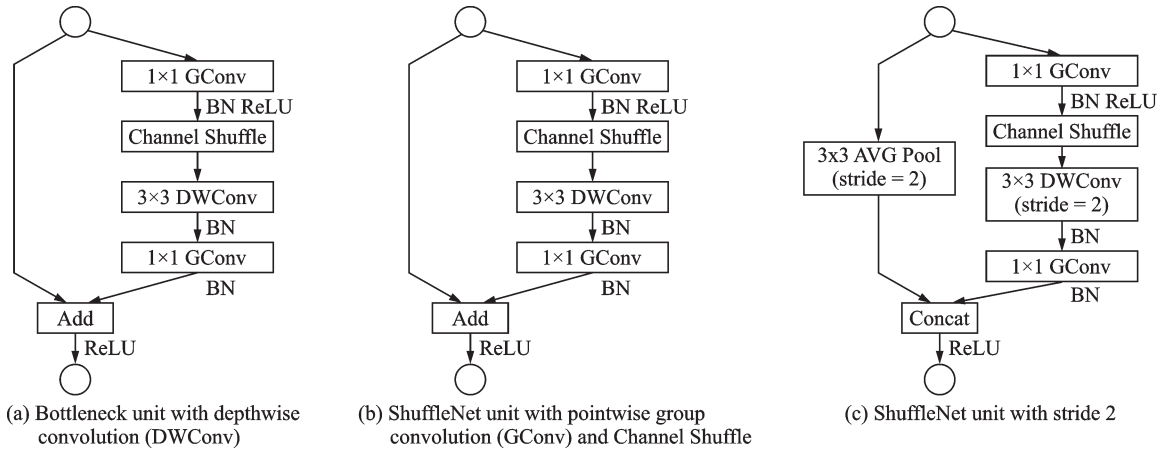 1×1 GConv
BN ReLU
Channel Shuffle
3×3 DWConv
BN
1×1 GConv
BN
Add
ReLU
(a) Bottleneck unit with depthwise
convolution (DWConv)
1×1 GConv
BN ReLU
Channel Shuffle
3×3 DWConv
BN
1×1 GConv
BN
Add
ReLU
(b) ShuffleNet unit with pointwise group
convolution (GConv) and Channel Shuffle
3x3 AVG Pool
(stride = 2)
1×1 GConv
BN ReLU
Channel Shuffle
3×3 DWConv
(stride = 2)
BN
1×1 GConv
BN
Concat
ReLU
(c) ShuffleNet unit with stride 2